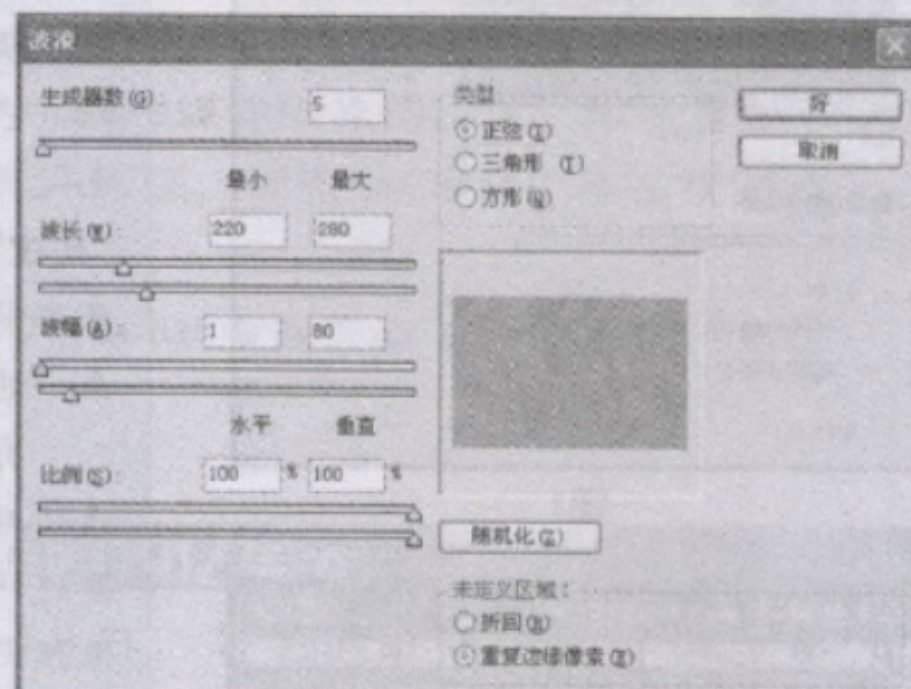 波浪
生成器数(G) 5
最小 最大
波长(W): 220 280
波幅(A) 1 80
水平 垂直
比例(S): 100 % 100 %
类型
正弦(I)
三角形 (T)
方形(Q)
好
取消
随机化(Z)
未定义区域:
折回(R)
重复边缘像素(E)